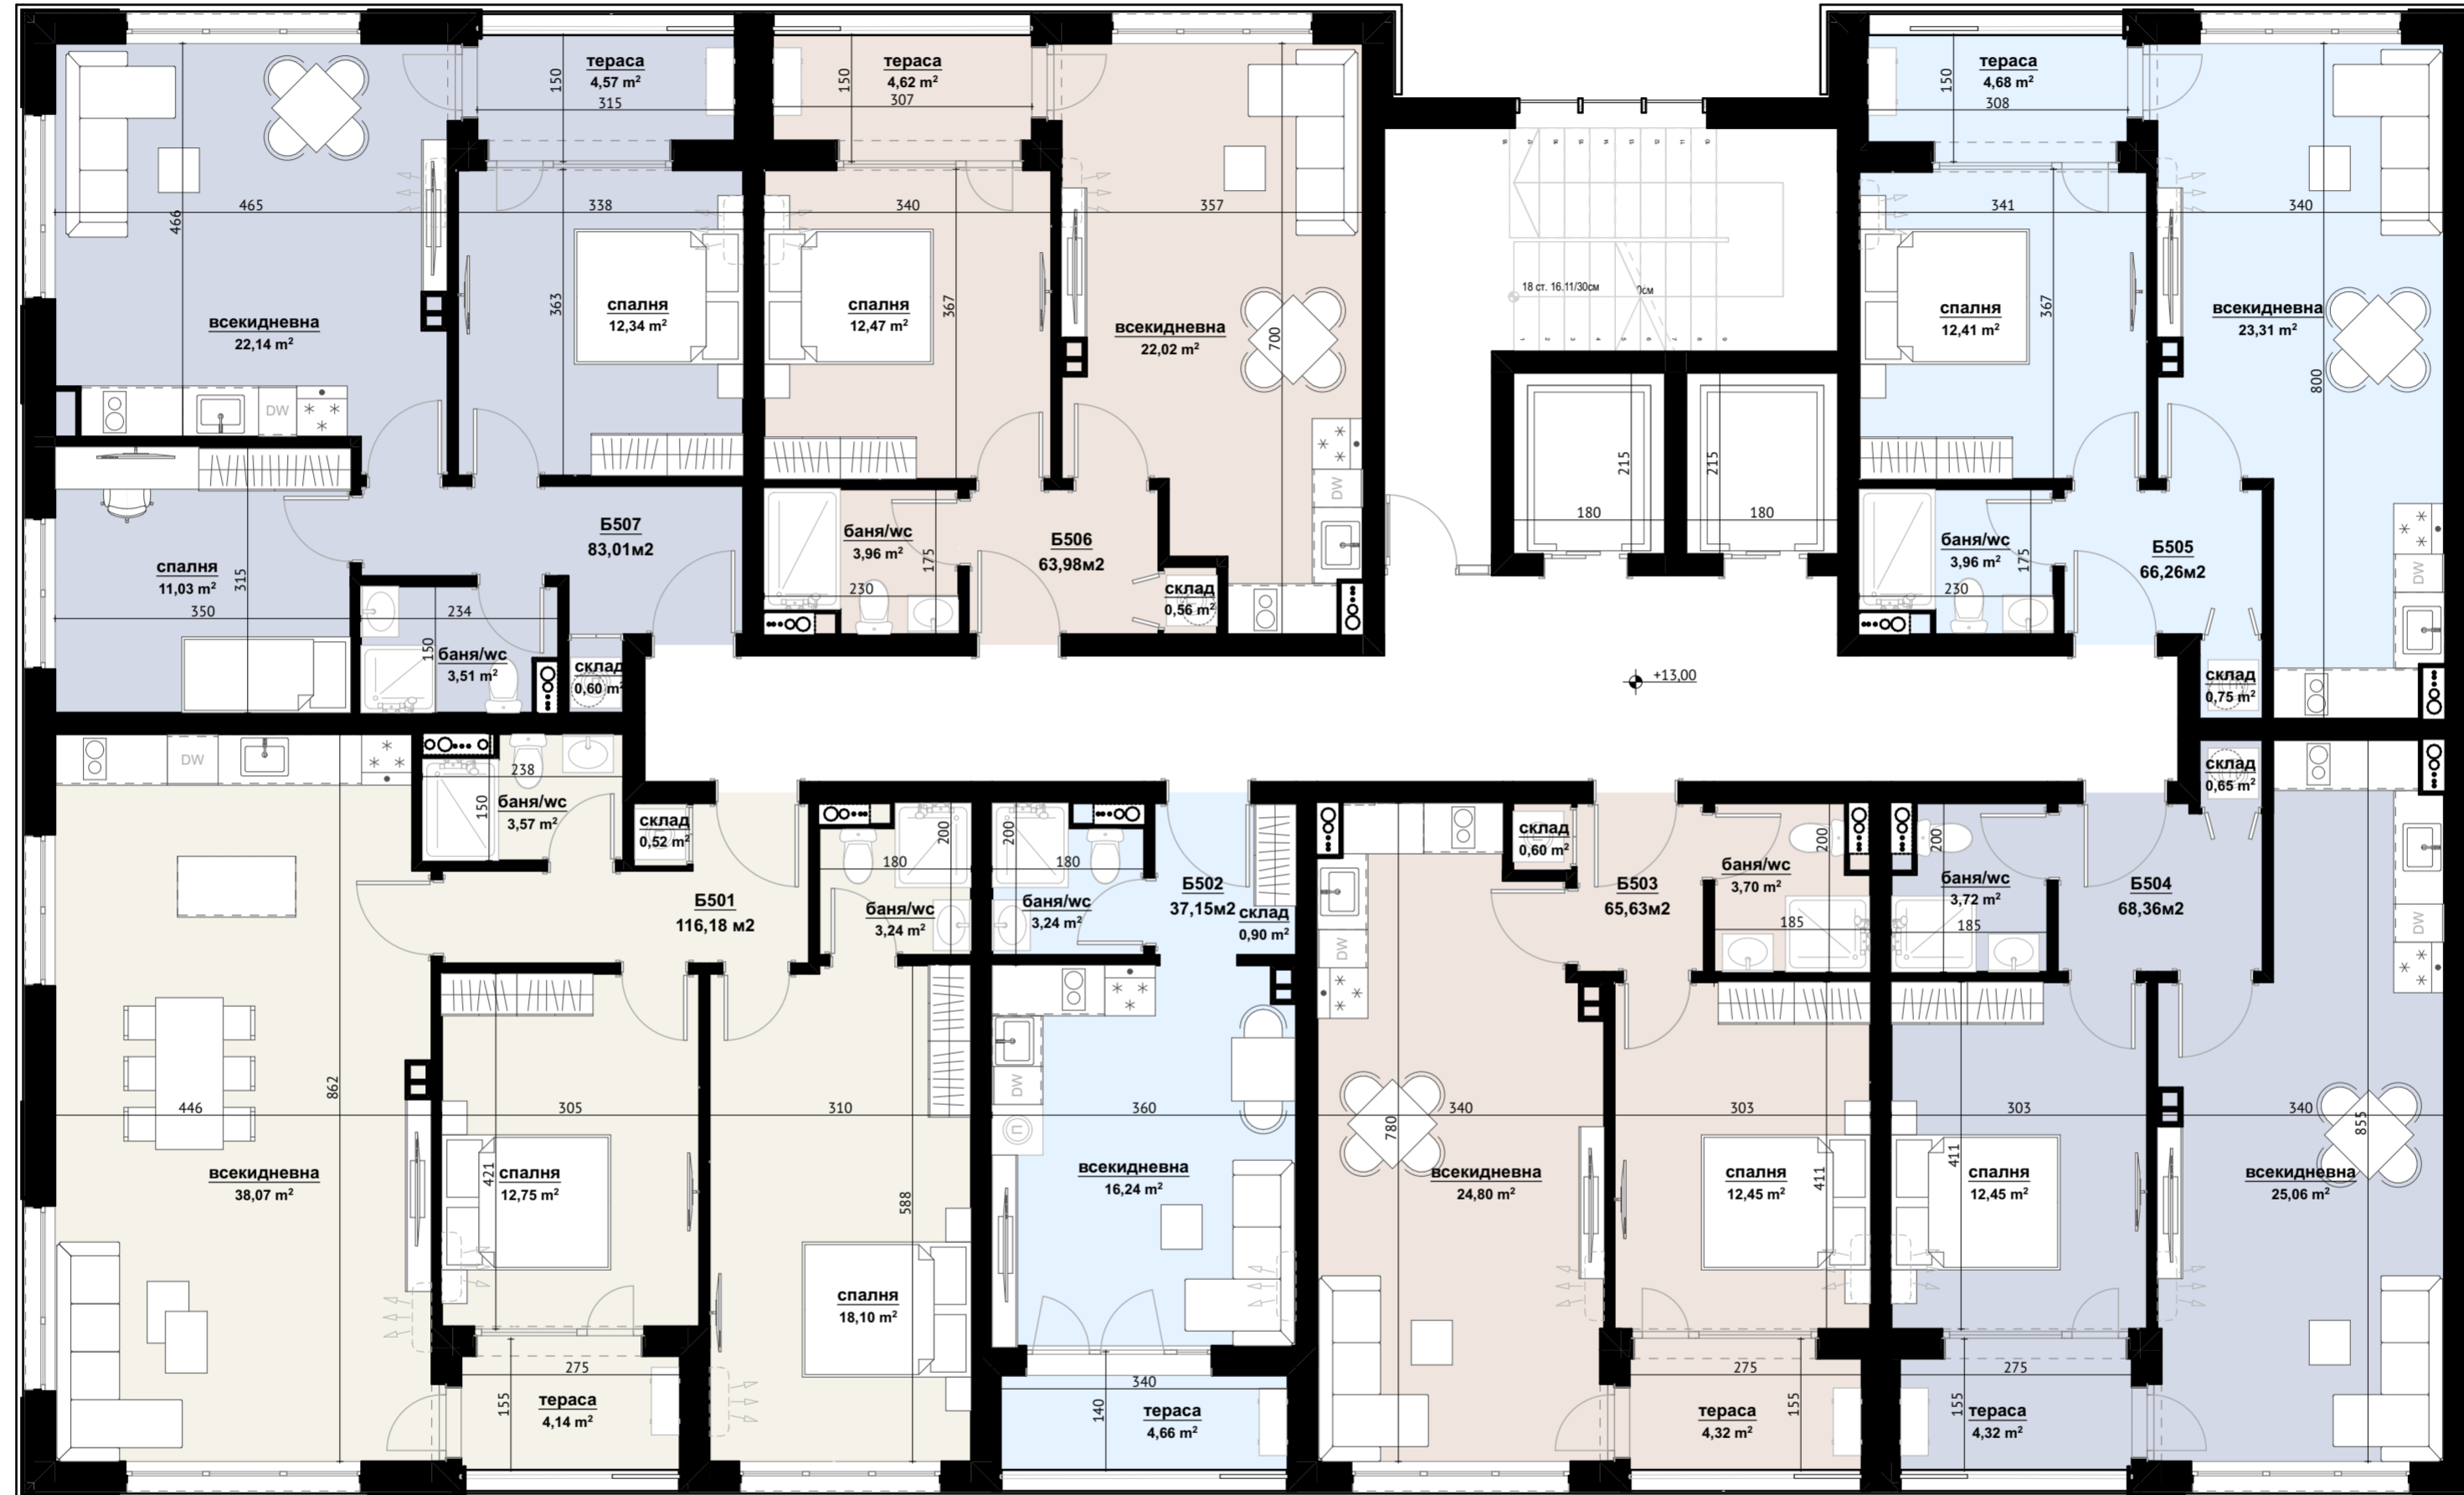 тераса
4,57 m²
150
315
465
466
338
363
всекидневна
22,14 m²
спалня
12,34 m²
DW
Б507
83,01м2
спалня
11,03 m²
315
350
234
150
баня/wc
3,51 m²
склад
0,60 m²
тераса
4,62 m²
150
307
340
367
357
700
спалня
12,47 m²
всекидневна
22,02 m²
DW
баня/wc
3,96 m²
175
230
Б506
63,98м2
склад
0,56 m²
18 ст. 16.11/30см
215
180
215
180
+13,00
тераса
4,68 m²
150
308
341
367
340
800
спалня
12,41 m²
всекидневна
23,31 m²
DW
баня/wc
3,96 m²
175
230
Б505
66,26м2
склад
0,75 m²
DW
238
150
баня/wc
3,57 m²
склад
0,52 m²
Б501
116,18 м2
200
180
баня/wc
3,24 m²
446
862
305
421
310
588
всекидневна
38,07 m²
спалня
12,75 m²
спалня
18,10 m²
275
155
тераса
4,14 m²
200
180
баня/wc
3,24 m²
Б502
37,15м2
склад
0,90 m²
DW
360
всекидневна
16,24 m²
340
140
тераса
4,66 m²
склад
0,60 m²
Б503
65,63м2
200
баня/wc
3,70 m²
185
DW
340
780
303
411
всекидневна
24,80 m²
спалня
12,45 m²
275
155
тераса
4,32 m²
200
баня/wc
3,72 m²
185
Б504
68,36м2
склад
0,65 m²
DW
303
411
340
855
спалня
12,45 m²
всекидневна
25,06 m²
275
155
тераса
4,32 m²